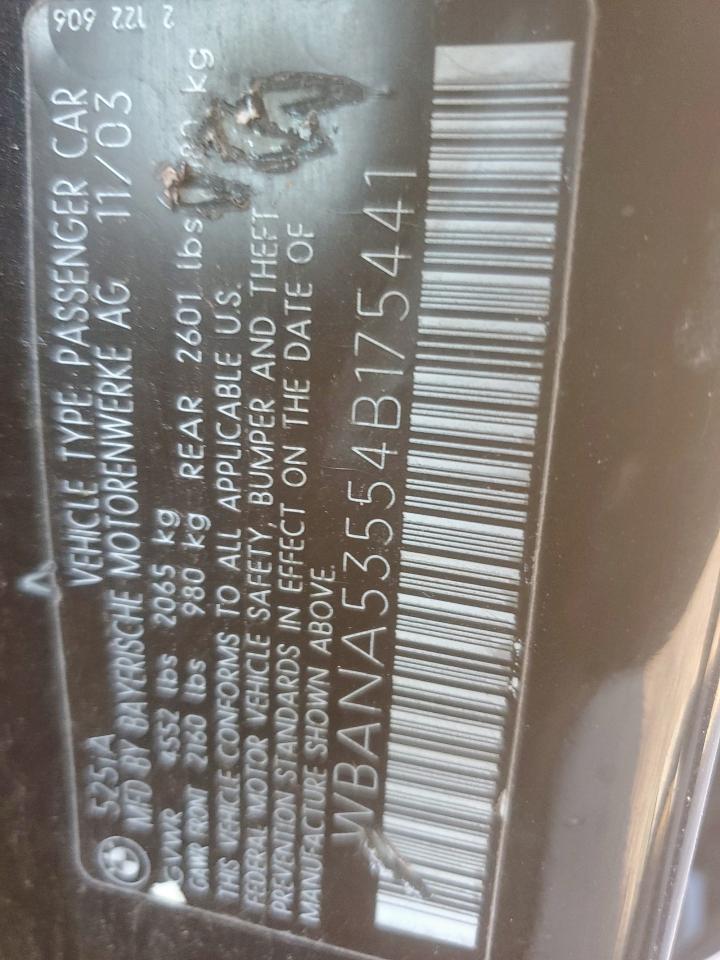 2 122 606
525iA VEHICLE TYPE: PASSENGER CAR
MFD BY BAYERISCHE MOTORENWERKE AG 11/03
GVWR 4552 lbs 2065 kg
GAWR FRNT 2160 lbs 980 kg REAR 2601 lbs kg
THIS VEHICLE CONFORMS TO ALL APPLICABLE U.S.
FEDERAL MOTOR VEHICLE SAFETY, BUMPER AND THEFT
PREVENTION STANDARDS IN EFFECT ON THE DATE OF
MANUFACTURE SHOWN ABOVE.
WBANA53554B175441